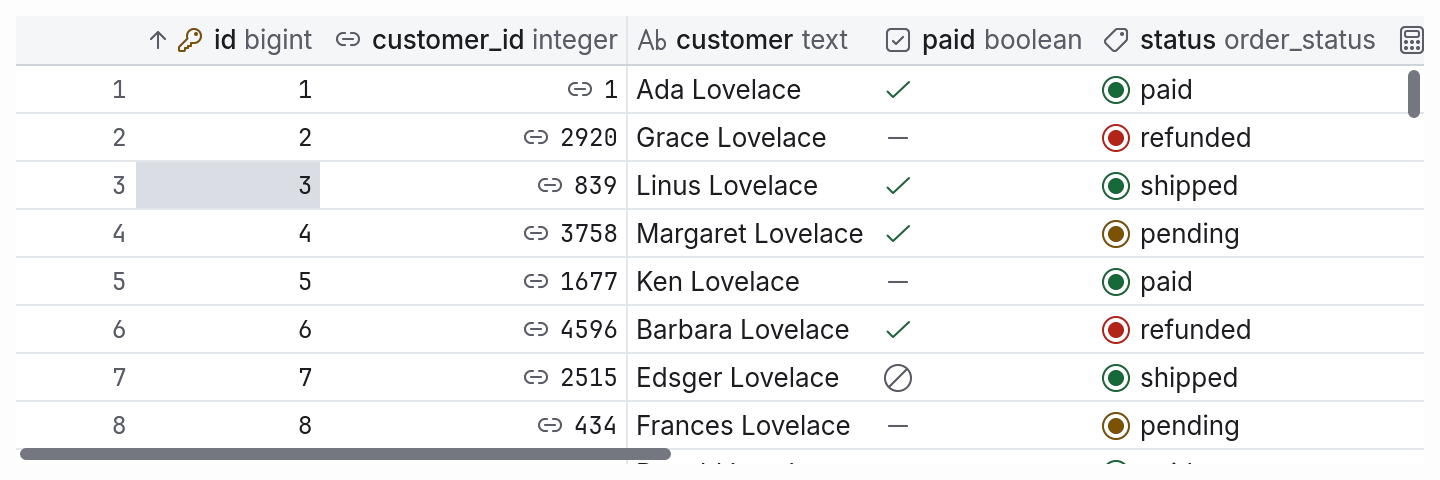 id bigint customer_id integer Ab customer text paid boolean status order_status
1 1 1 Ada Lovelace paid
2 2 2920 Grace Lovelace refunded
3 3 839 Linus Lovelace shipped
4 4 3758 Margaret Lovelace pending
5 5 1677 Ken Lovelace paid
6 6 4596 Barbara Lovelace refunded
7 7 2515 Edsger Lovelace shipped
8 8 434 Frances Lovelace pending